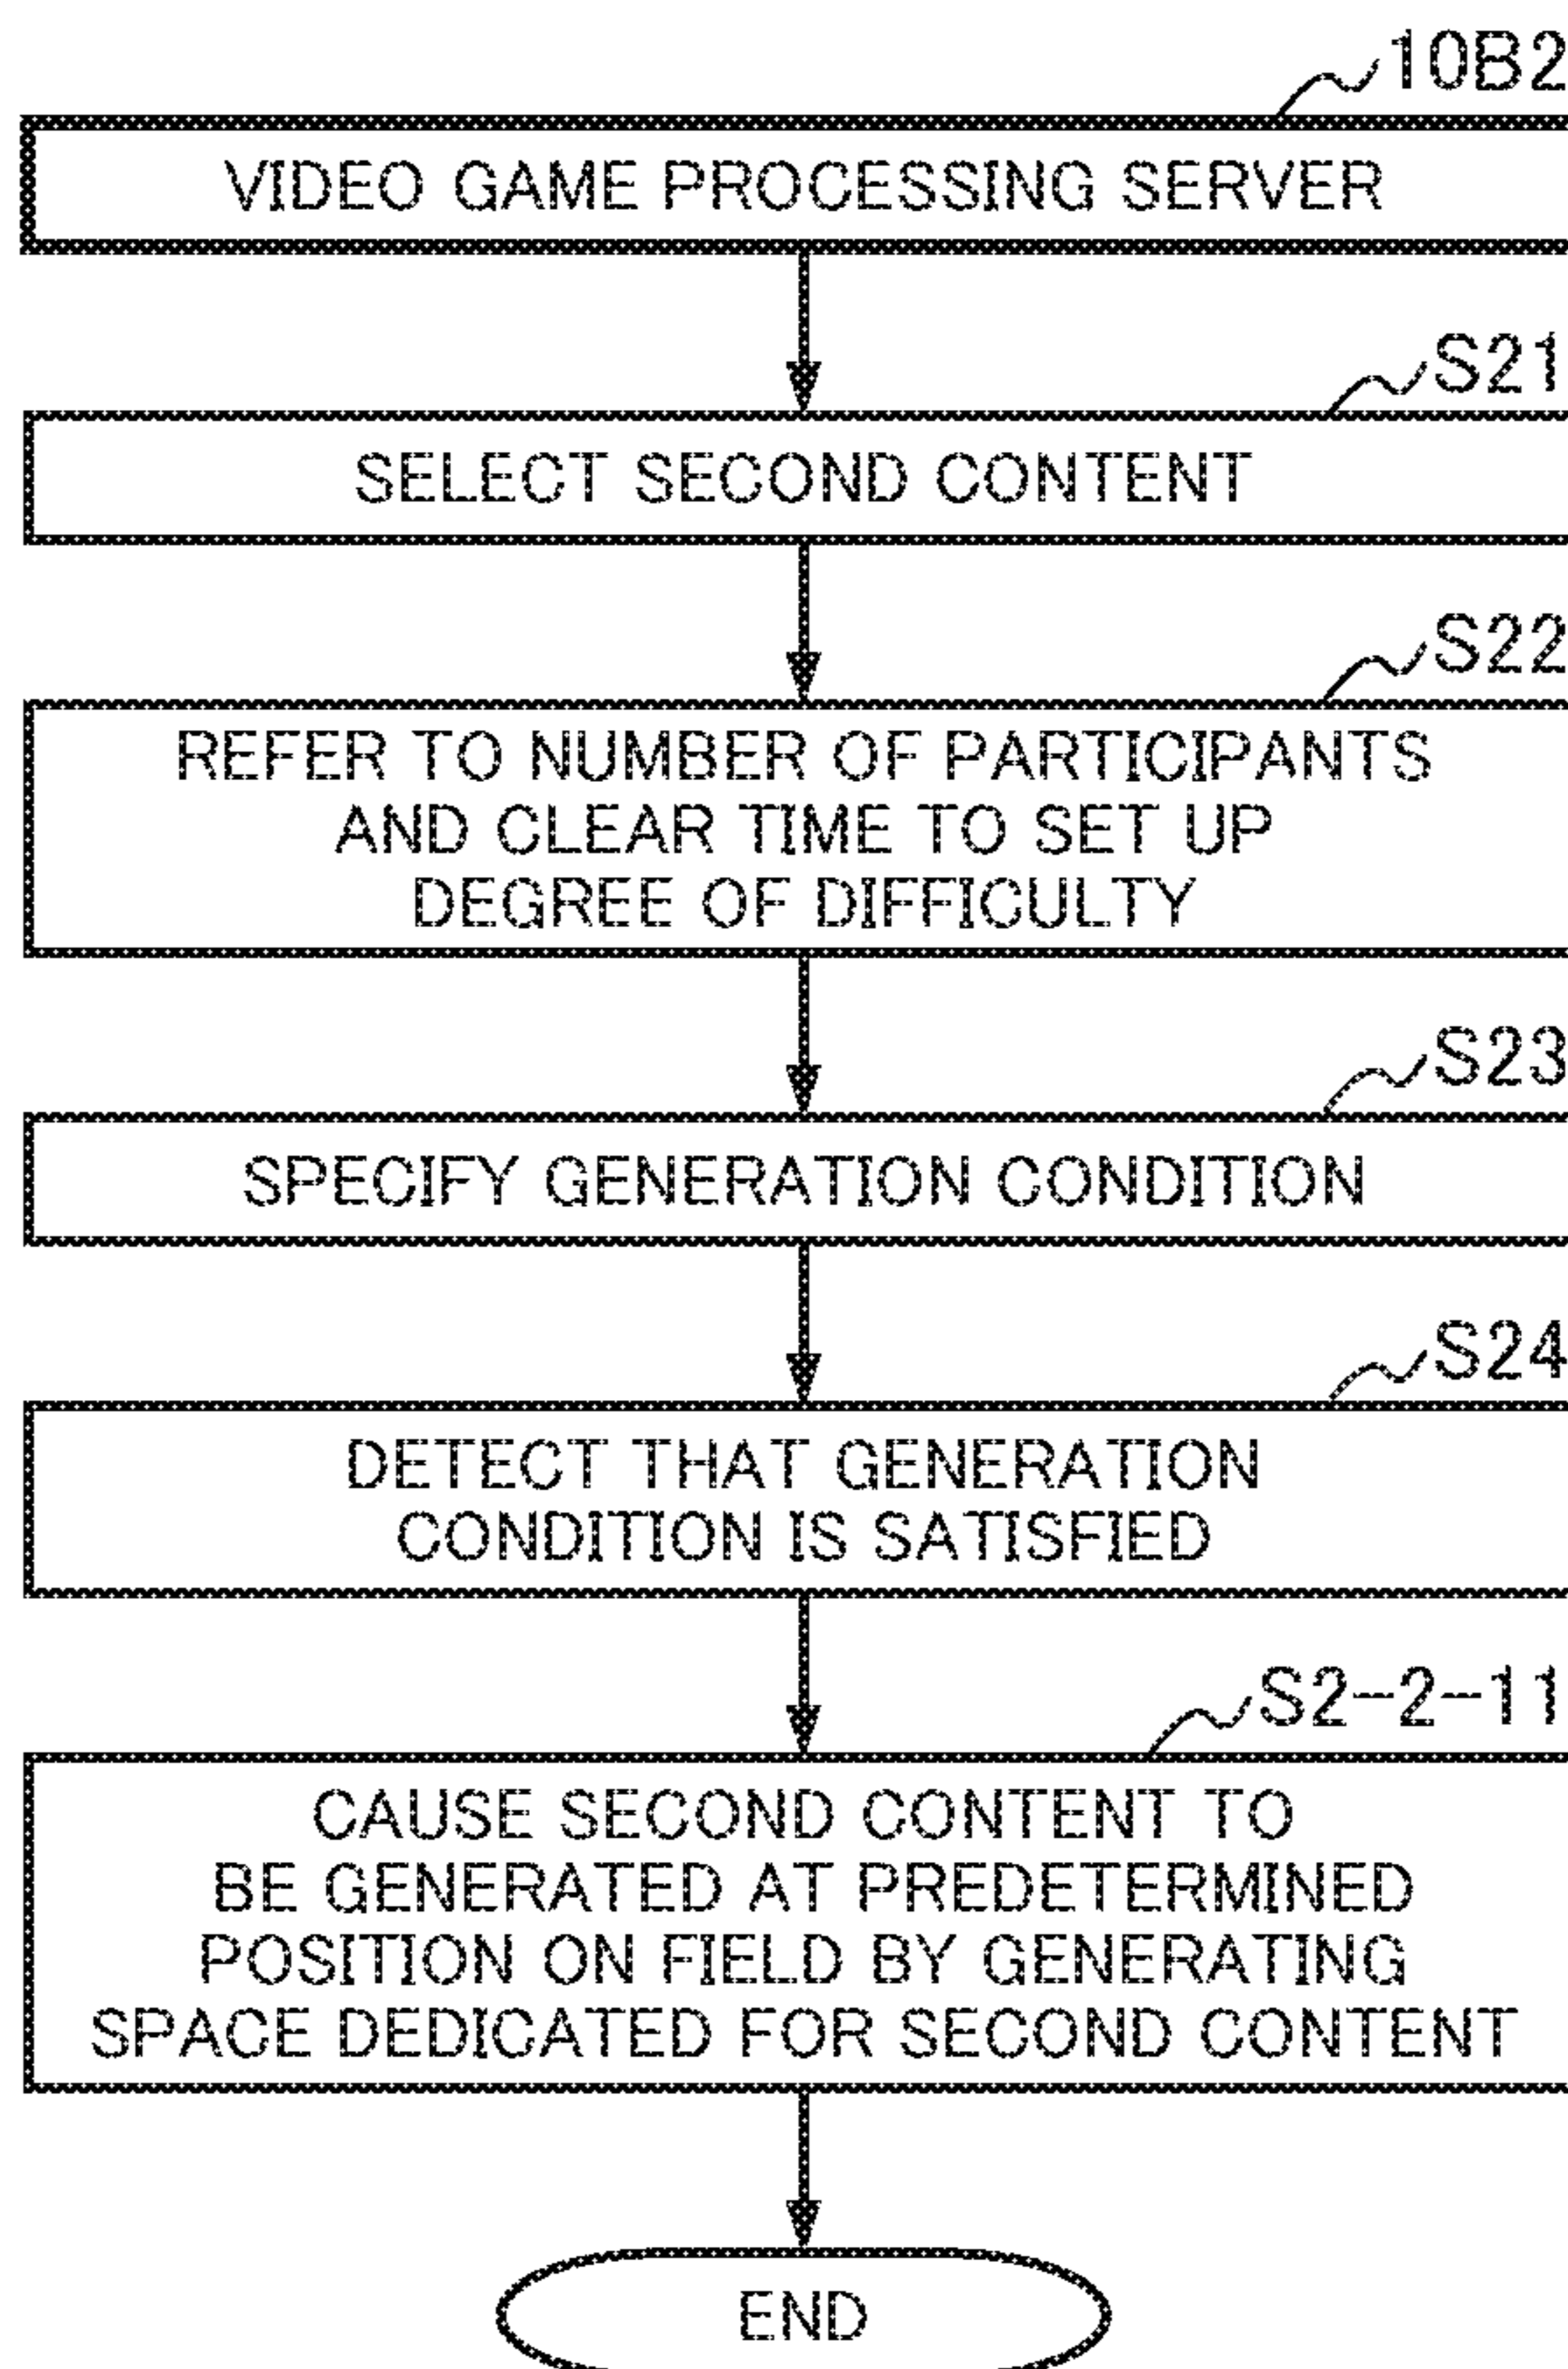 10B2
VIDEO GAME PROCESSING SERVER
S21
SELECT SECOND CONTENT
S22
REFER TO NUMBER OF PARTICIPANTS
AND CLEAR TIME TO SET UP
DEGREE OF DIFFICULTY
S23
SPECIFY GENERATION CONDITION
S24
DETECT THAT GENERATION
CONDITION IS SATISFIED
S2-2-11
CAUSE SECOND CONTENT TO
BE GENERATED AT PREDETERMINED
POSITION ON FIELD BY GENERATING
SPACE DEDICATED FOR SECOND CONTENT
END